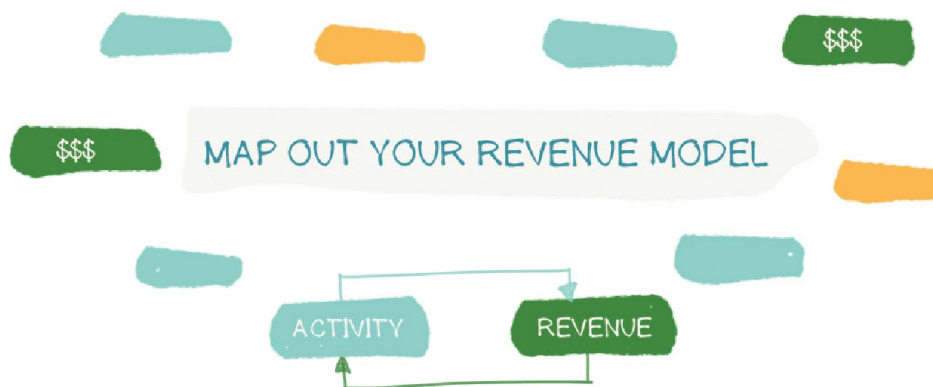 $$$
$$$
MAP OUT YOUR REVENUE MODEL
ACTIVITY
REVENUE